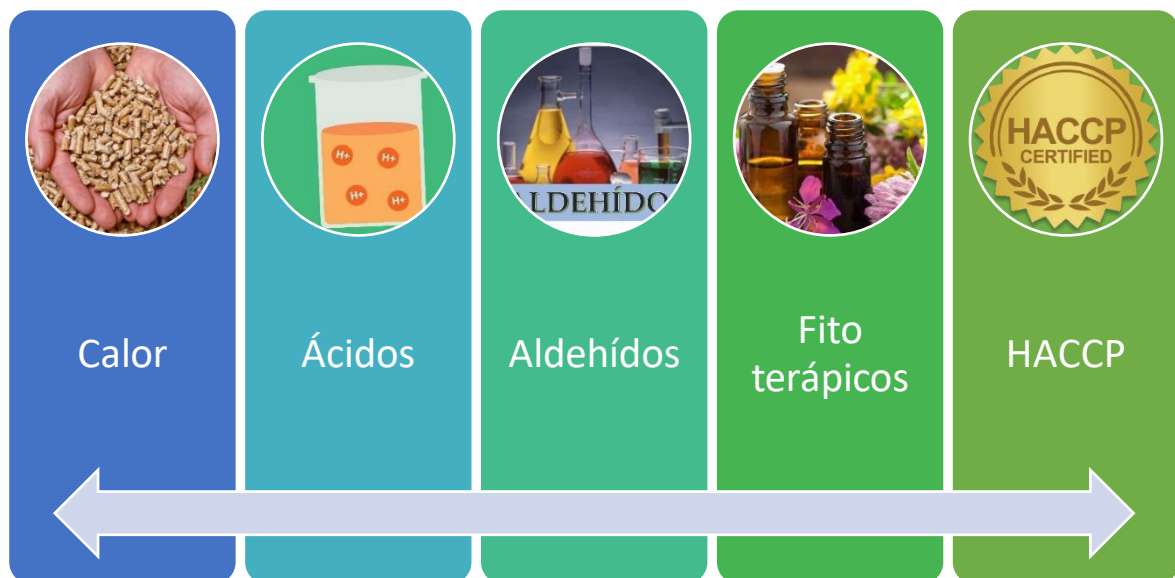 H+
H+
H+
H+
LDEHÍDO
HACCP
CERTIFIED
Calor
Ácidos
Aldehídos
Fito
terápicos
HACCP